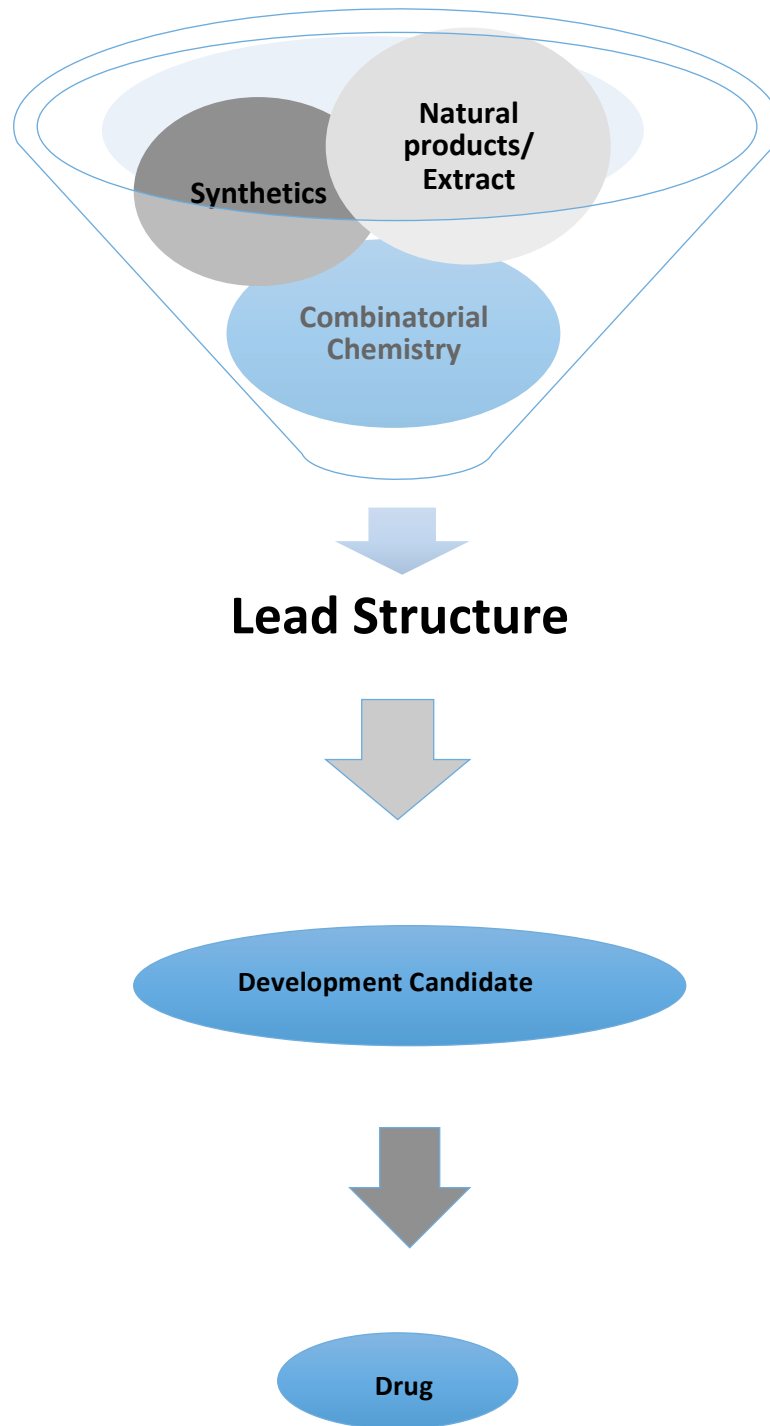 Natural
products/
Extract
Synthetics
Combinatorial
Chemistry
Lead Structure
Development Candidate
Drug